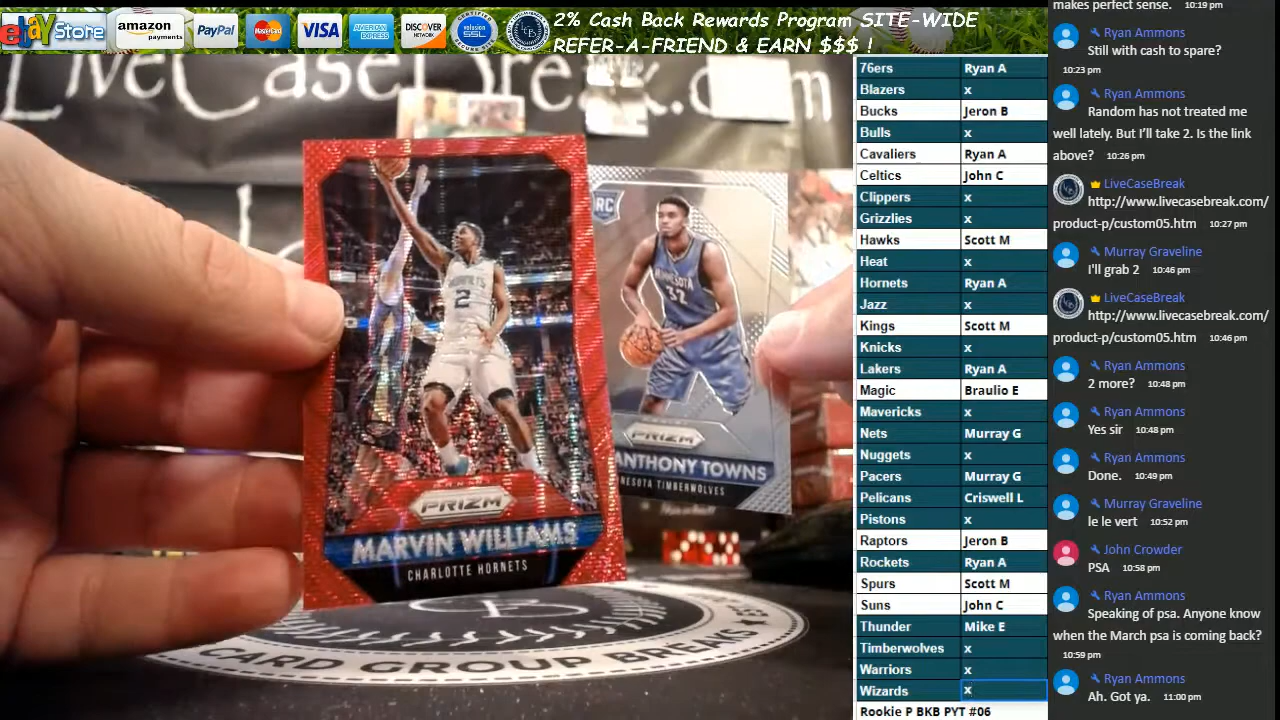 ebay Store
amazon payments
PayPal
MasterCard
VISA
AMERICAN EXPRESS
DISCOVER NETWORK
SSL
2% Cash Back Rewards Program SITE-WIDE
REFER-A-FRIEND & EARN $$$ !
LiveCaseBreak.com
HORNETS
2
PRIZM
MARVIN WILLIAMS
CHARLOTTE HORNETS
RC
MINNESOTA
32
PRIZM
ANTHONY TOWNS
NESOTA TIMBERWOLVES
CB
CARD GROUP BREAKS
76ers Ryan A
Blazers x
Bucks Jeron B
Bulls x
Cavaliers Ryan A
Celtics John C
Clippers x
Grizzlies x
Hawks Scott M
Heat x
Hornets Ryan A
Jazz x
Kings Scott M
Knicks x
Lakers Ryan A
Magic Braulio E
Mavericks x
Nets Murray G
Nuggets x
Pacers Murray G
Pelicans Criswell L
Pistons x
Raptors Jeron B
Rockets Ryan A
Spurs Scott M
Suns John C
Thunder Mike E
Timberwolves x
Warriors x
Wizards x
Rookie P BKB PYT #06
makes perfect sense. 10:19 pm
Ryan Ammons
Still with cash to spare?
10:23 pm
Ryan Ammons
Random has not treated me
well lately. But I'll take 2. Is the link
above? 10:26 pm
LiveCaseBreak
http://www.livecasebreak.com/
product-p/custom05.htm 10:27 pm
Murray Graveline
I'll grab 2 10:46 pm
LiveCaseBreak
http://www.livecasebreak.com/
product-p/custom05.htm 10:46 pm
Ryan Ammons
2 more? 10:48 pm
Ryan Ammons
Yes sir 10:48 pm
Ryan Ammons
Done. 10:49 pm
Murray Graveline
le le vert 10:52 pm
John Crowder
PSA 10:58 pm
Ryan Ammons
Speaking of psa. Anyone know
when the March psa is coming back?
10:59 pm
Ryan Ammons
Ah. Got ya. 11:00 pm